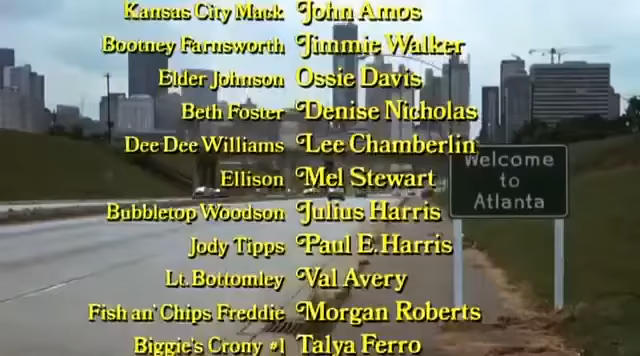 Kansas City Mack John Amos
Bootney Farnsworth Jimmie Walker
Elder Johnson Ossie Davis
Beth Foster Denise Nicholas
Dee Dee Williams Lee Chamberlin
Ellison Mel Stewart
Bubbletop Woodson Julius Harris
Jody Tipps Paul E. Harris
Lt. Bottomley Val Avery
Fish an' Chips Freddie Morgan Roberts
Biggie's Crony #1 Talya Ferro
Welcome
to
Atlanta